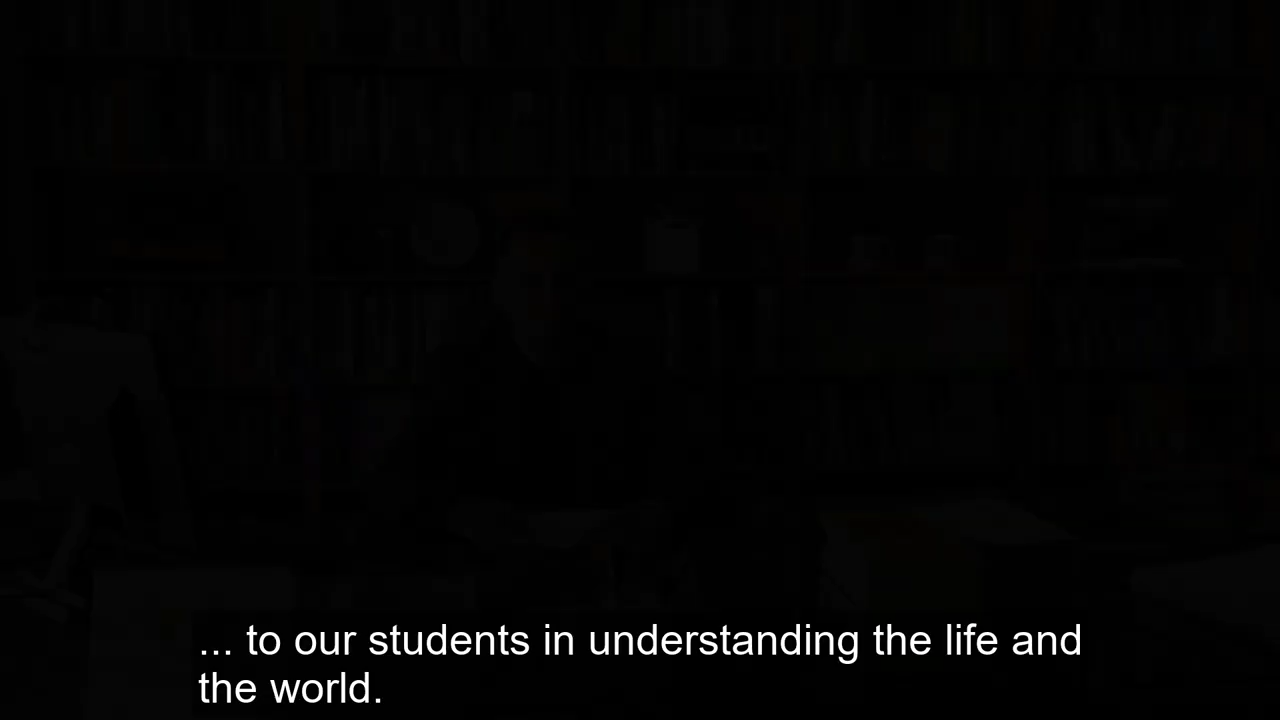 ... to our students in understanding the life and
the world.